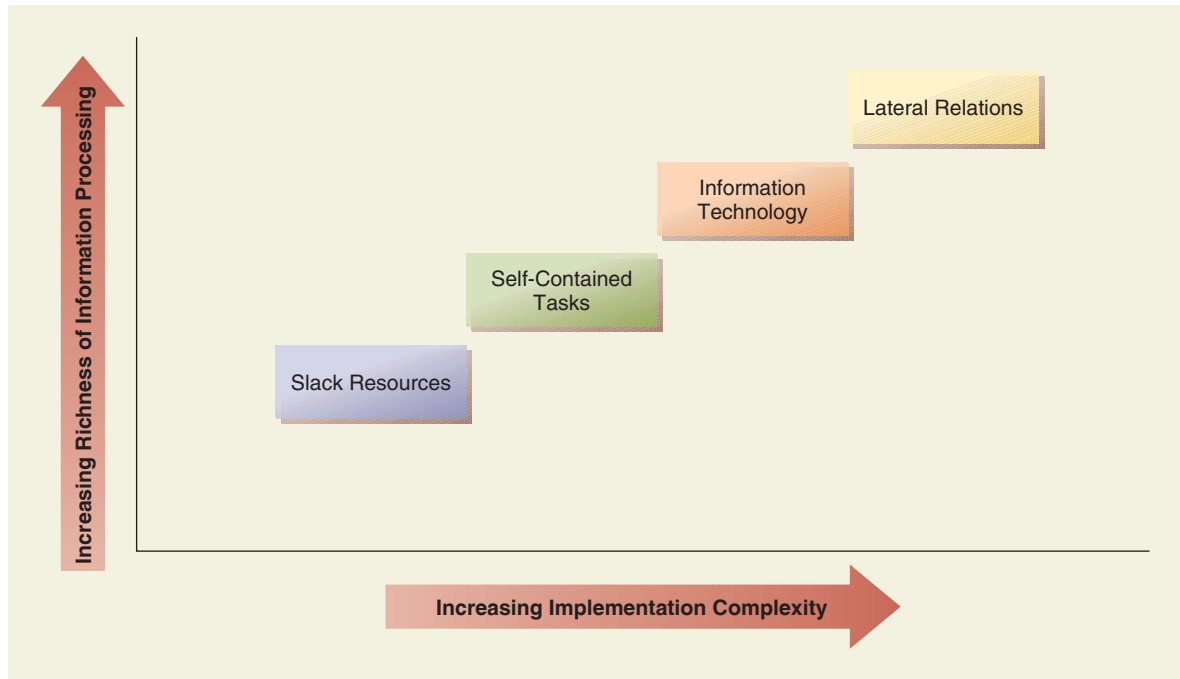 Increasing Richness of Information Processing
Lateral Relations
Information
Technology
Self-Contained
Tasks
Slack Resources
Increasing Implementation Complexity